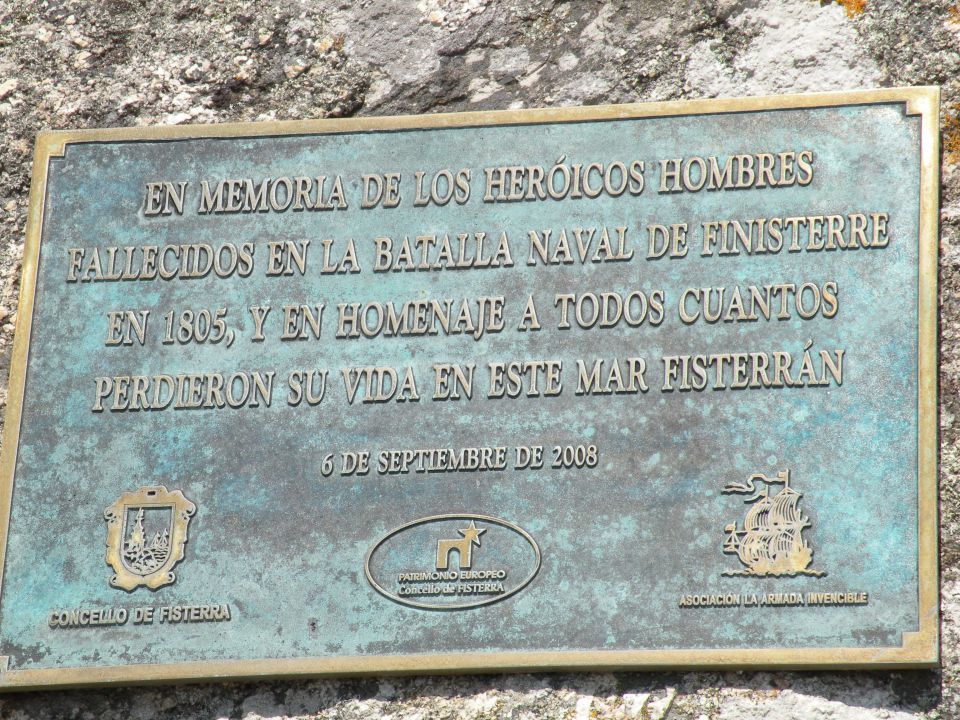 EN MEMORIA DE LOS HERÓICOS HOMBRES
FALLECIDOS EN LA BATALLA NAVAL DE FINISTERRE
EN 1805, Y EN HOMENAJE A TODOS CUANTOS
PERDIERON SU VIDA EN ESTE MAR FISTERRÁN
6 DE SEPTIEMBRE DE 2008
CONCELLO DE FISTERRA
PATRIMONIO EUROPEO
Concello de FISTERRA
ASOCIACIÓN LA ARMADA INVENCIBLE